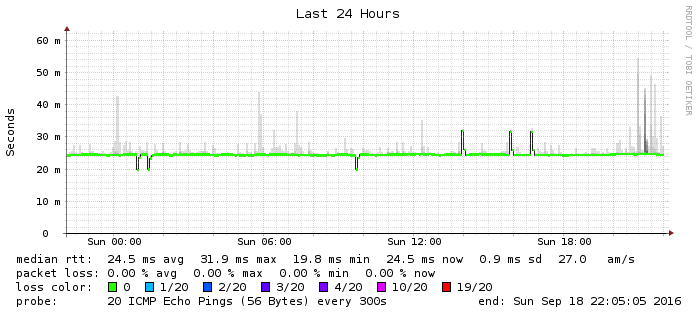 Last 24 Hours
RRDTOOL / TOBI OETIKER
Seconds
60 m
50 m
40 m
30 m
20 m
10 m
0
Sun 00:00 Sun 06:00 Sun 12:00 Sun 18:00
median rtt: 24.5 ms avg 31.9 ms max 19.8 ms min 24.5 ms now 0.9 ms sd 27.0 am/s
packet loss: 0.00 % avg 0.00 % max 0.00 % min 0.00 % now
loss color: 0 1/20 2/20 3/20 4/20 10/20 19/20
probe: 20 ICMP Echo Pings (56 Bytes) every 300s end: Sun Sep 18 22:05:05 2016